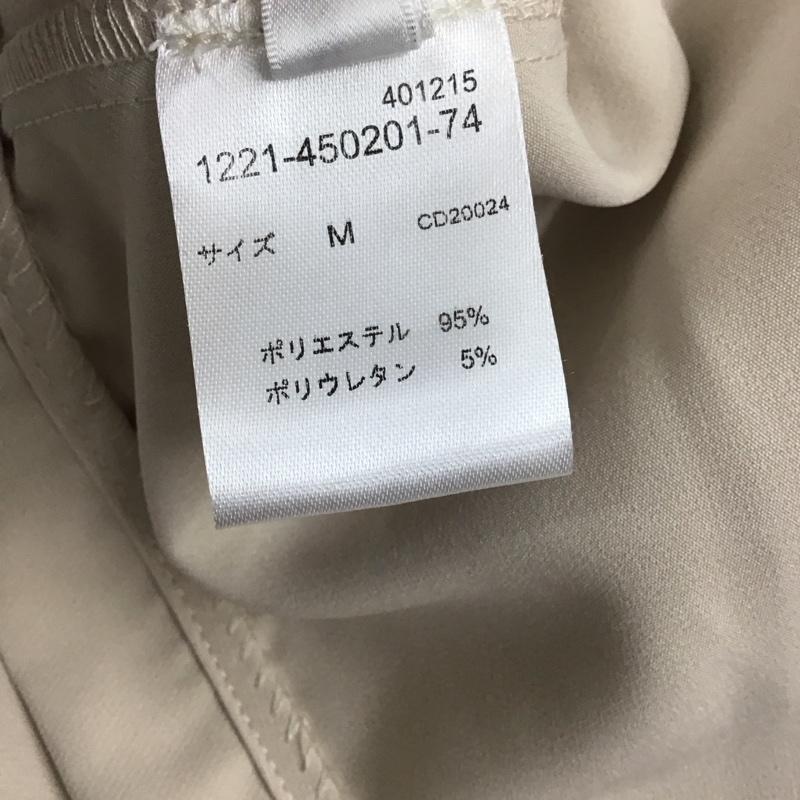 401215
1221-450201-74
サイズ M CD20024
ポリエステル 95%
ポリウレタン 5%